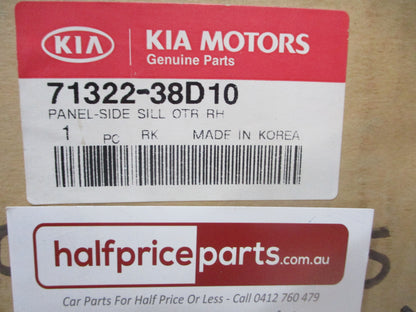 KIA KIA MOTORS
Genuine Parts
71322-38D10
PANEL-SIDE SILL OTR RH
1 PC RK MADE IN KOREA
halfpriceparts.com.au
Car Parts For Half Price Or Less - Call 0412 760 479